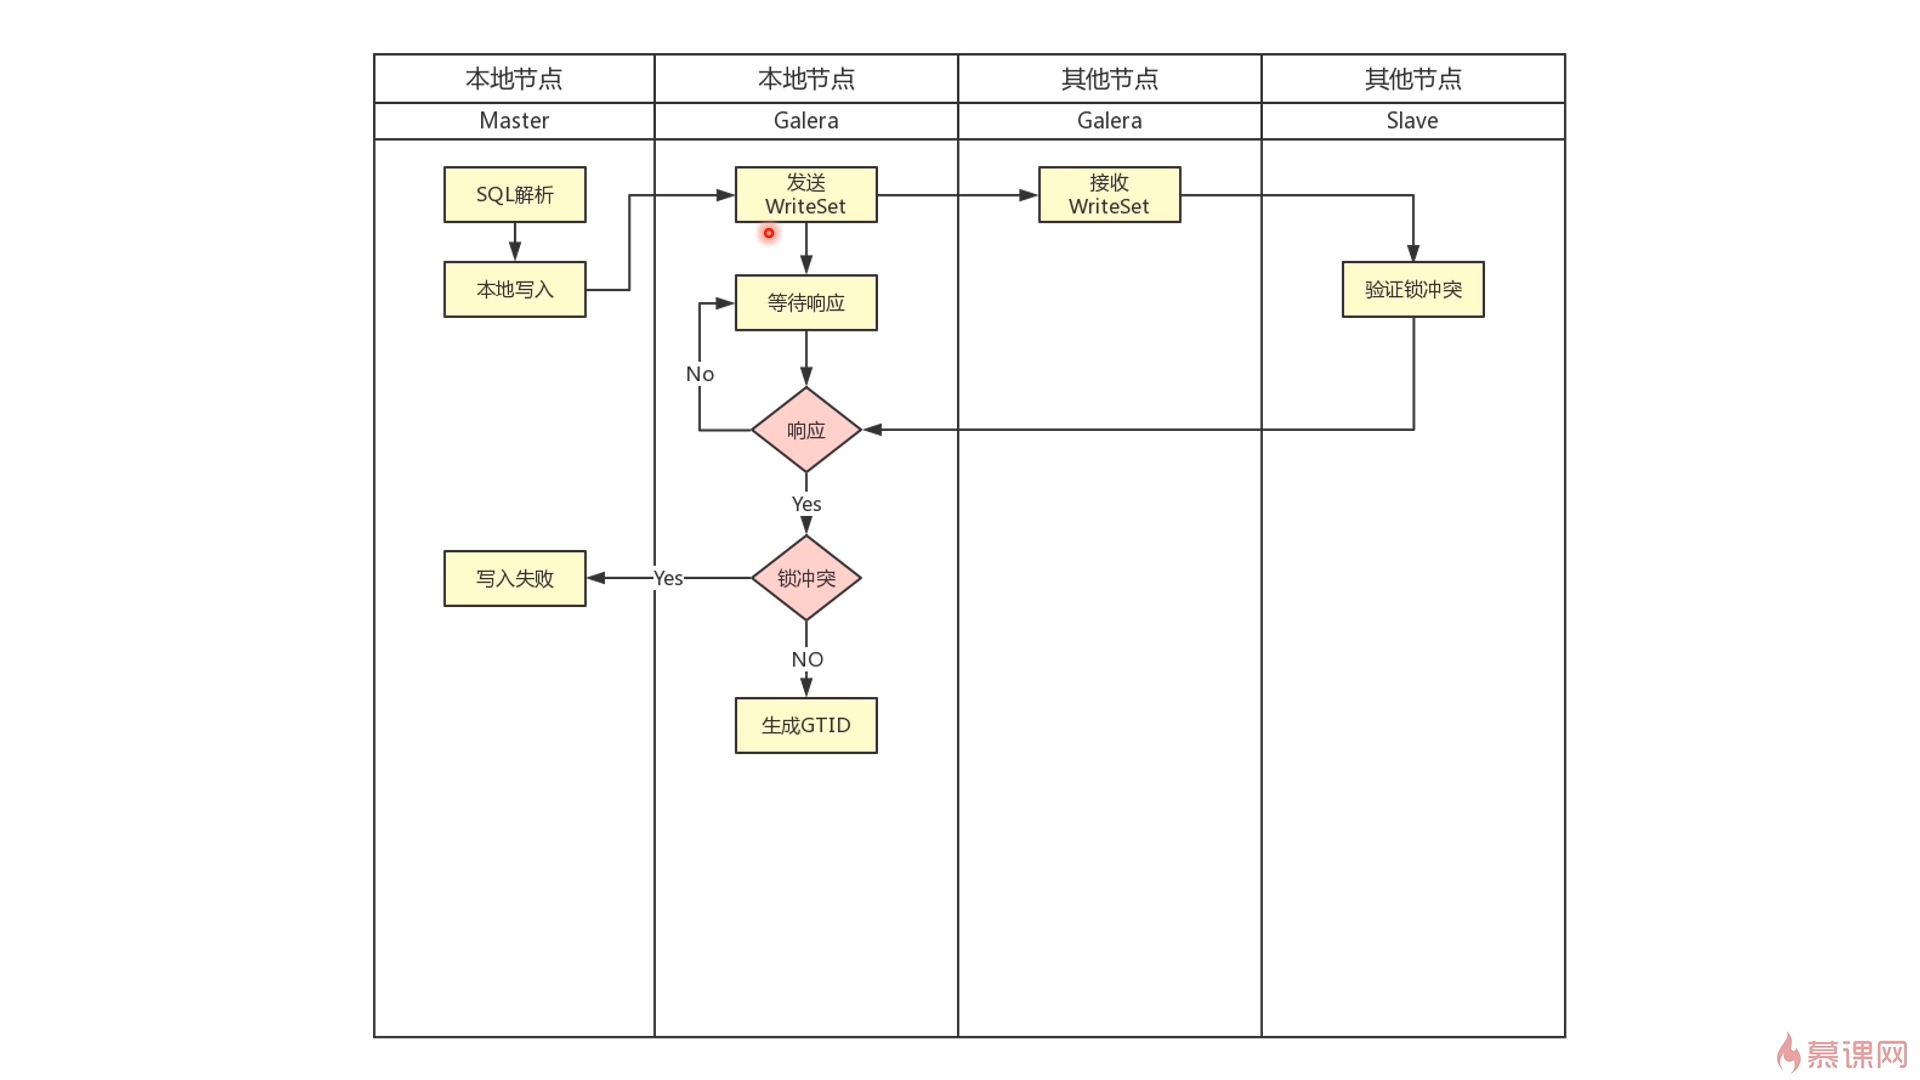 本地节点
本地节点
其他节点
其他节点
Master
Galera
Galera
Slave
SQL解析
发送
WriteSet
接收
WriteSet
本地写入
等待响应
验证锁冲突
No
响应
Yes
写入失败
Yes
锁冲突
NO
生成GTID
慕课网